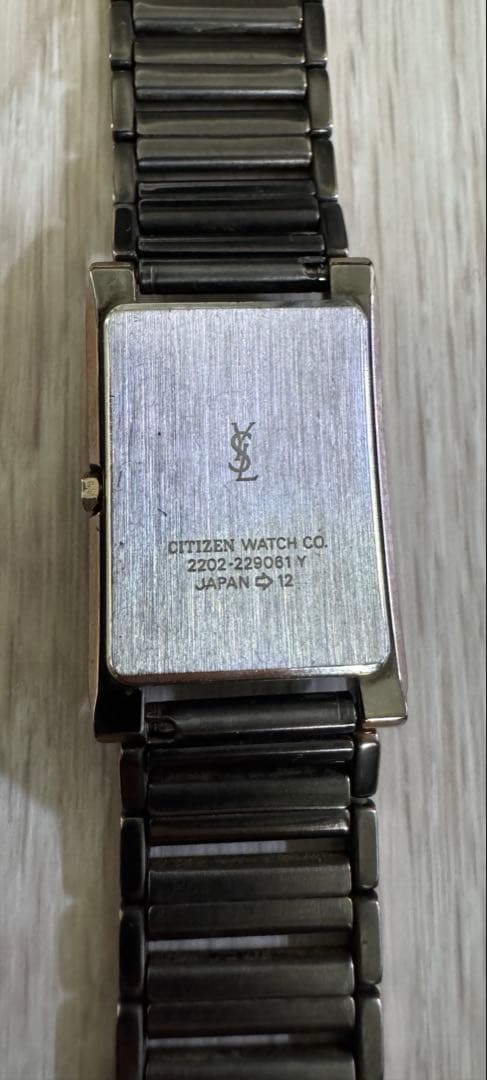 YSL
CITIZEN WATCH CO.
2202-229061 Y
JAPAN ⇨ 12